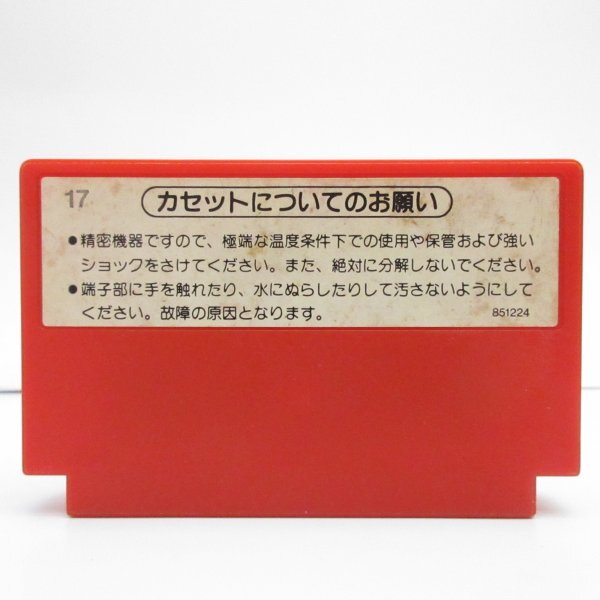 17
カセットについてのお願い
●精密機器ですので、極端な温度条件下での使用や保管および強い
ショックをさけてください。また、絶対に分解しないでください。
●端子部に手を触れたり、水にぬらしたりして汚さないようにして
ください。故障の原因となります。
851224